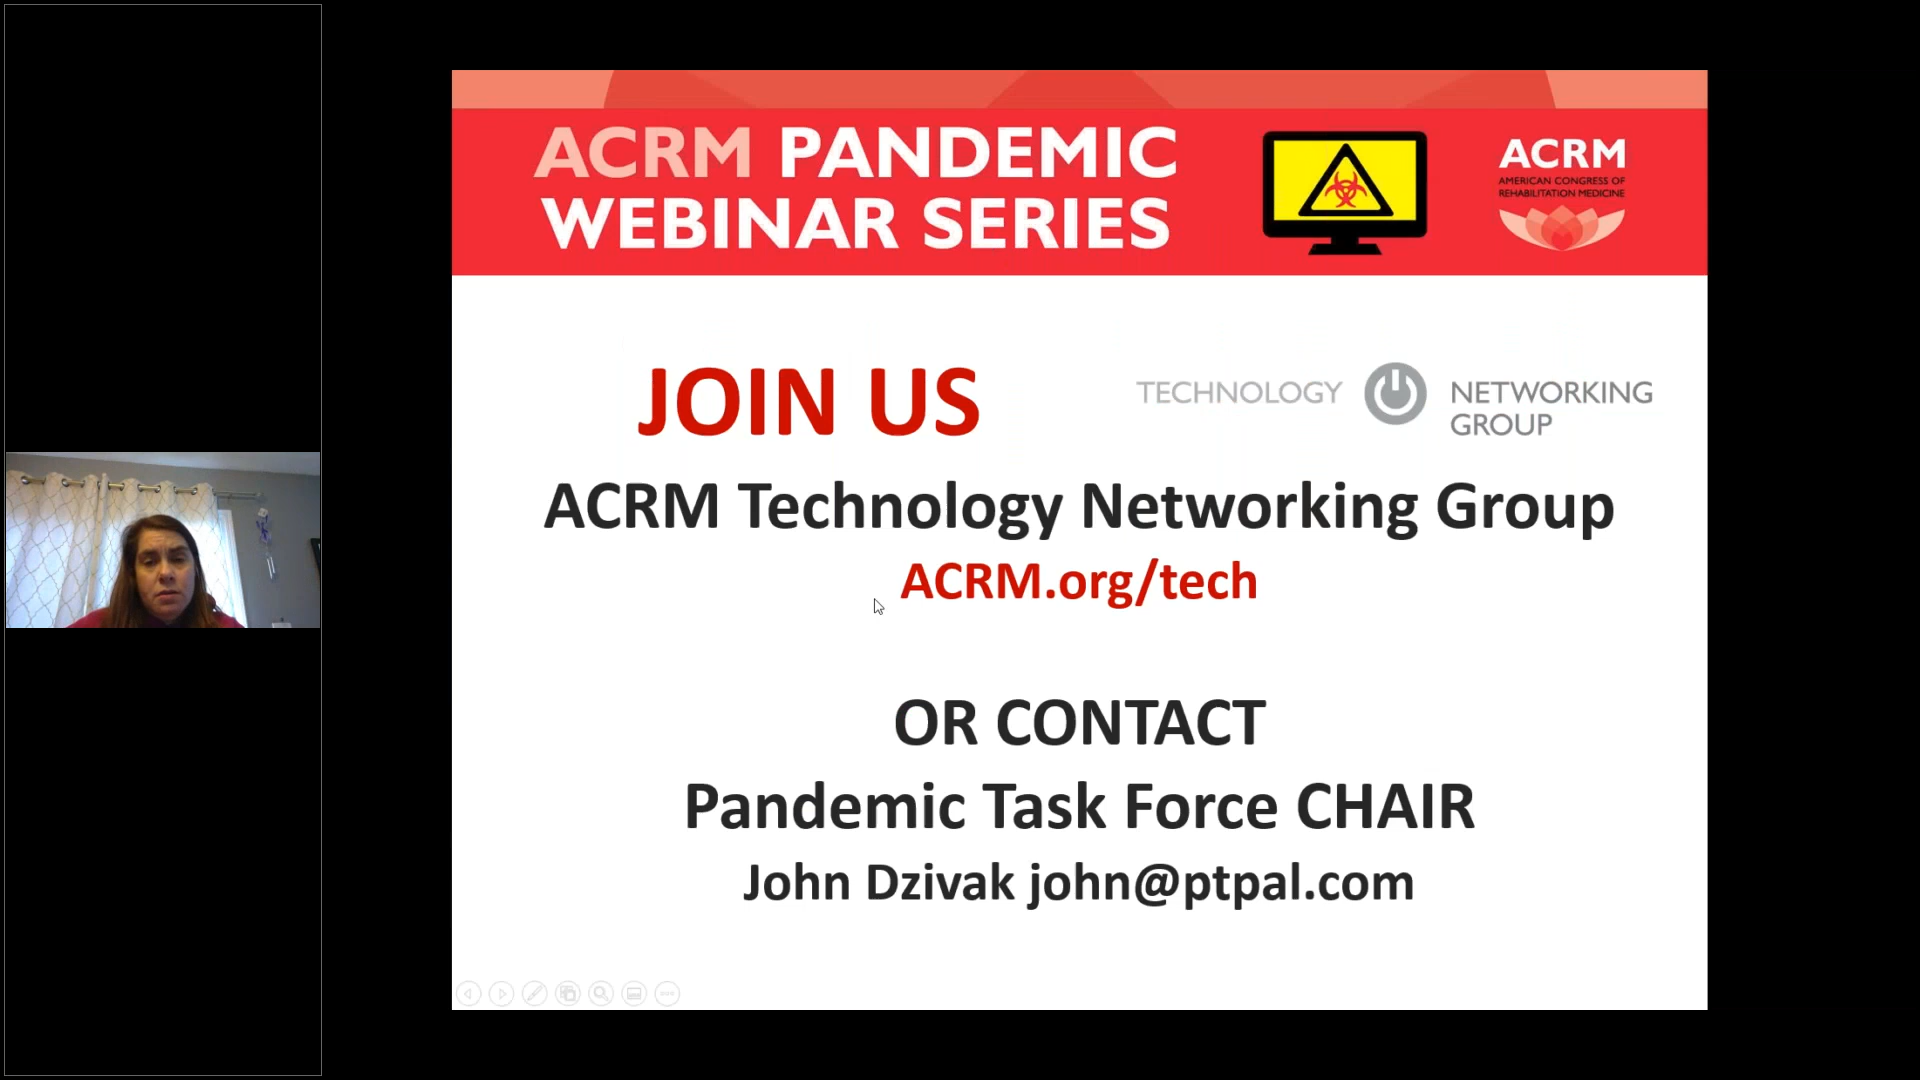 ACRM PANDEMIC
WEBINAR SERIES
ACRM
AMERICAN CONGRESS OF
REHABILITATION MEDICINE
JOIN US
TECHNOLOGY NETWORKING
GROUP
ACRM Technology Networking Group
ACRM.org/tech
OR CONTACT
Pandemic Task Force CHAIR
John Dzivak john@ptpal.com